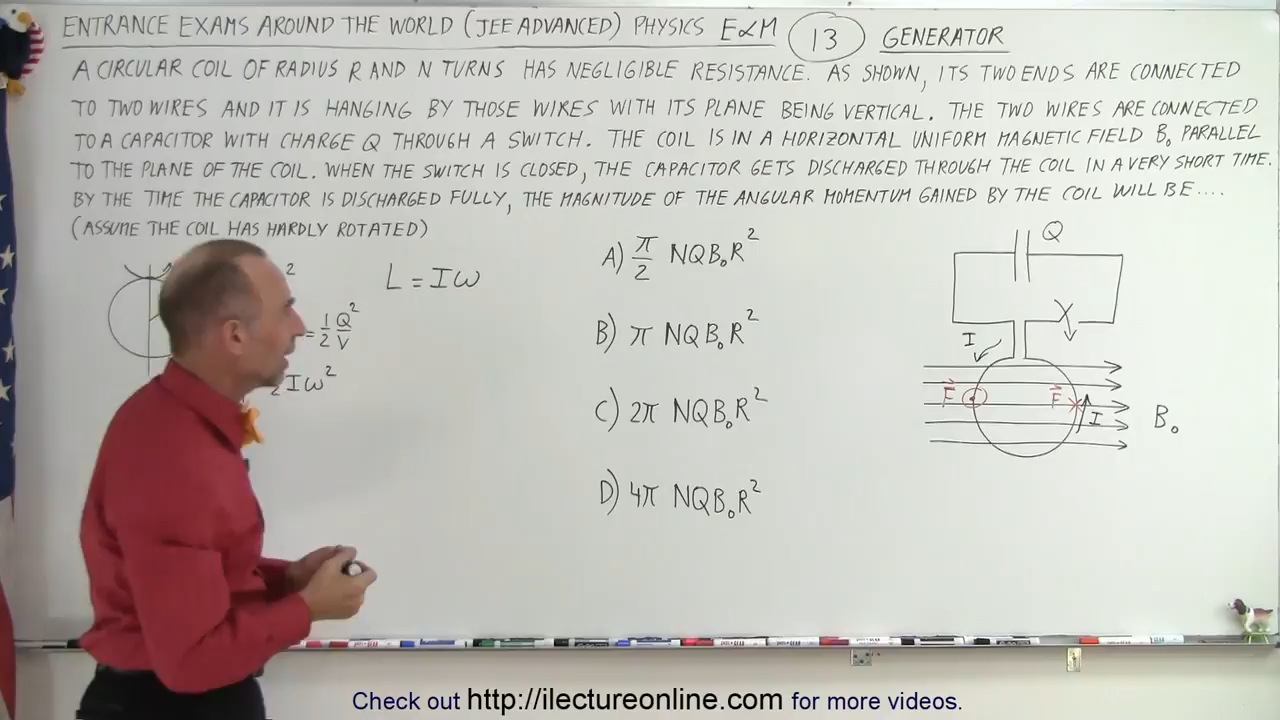 ENTRANCE EXAMS AROUND THE WORLD (JEE ADVANCED) PHYSICS E&M 13 GENERATOR
A CIRCULAR COIL OF RADIUS R AND N TURNS HAS NEGLIGIBLE RESISTANCE. AS SHOWN, ITS TWO ENDS ARE CONNECTED
TO TWO WIRES AND IT IS HANGING BY THOSE WIRES WITH ITS PLANE BEING VERTICAL. THE TWO WIRES ARE CONNECTED
TO A CAPACITOR WITH CHARGE Q THROUGH A SWITCH. THE COIL IS IN A HORIZONTAL UNIFORM MAGNETIC FIELD B₀ PARALLEL
TO THE PLANE OF THE COIL. WHEN THE SWITCH IS CLOSED, THE CAPACITOR GETS DISCHARGED THROUGH THE COIL IN A VERY SHORT TIME.
BY THE TIME THE CAPACITOR IS DISCHARGED FULLY, THE MAGNITUDE OF THE ANGULAR MOMENTUM GAINED BY THE COIL WILL BE....
(ASSUME THE COIL HAS HARDLY ROTATED)
2
L = Iω
= 1/2 Q²/V
2 Iω²
A) π/2 NQB₀R²
B) π NQB₀R²
C) 2π NQB₀R²
D) 4π NQB₀R²
Q
I
F
F
I
B₀
Check out http://ilectureonline.com for more videos.